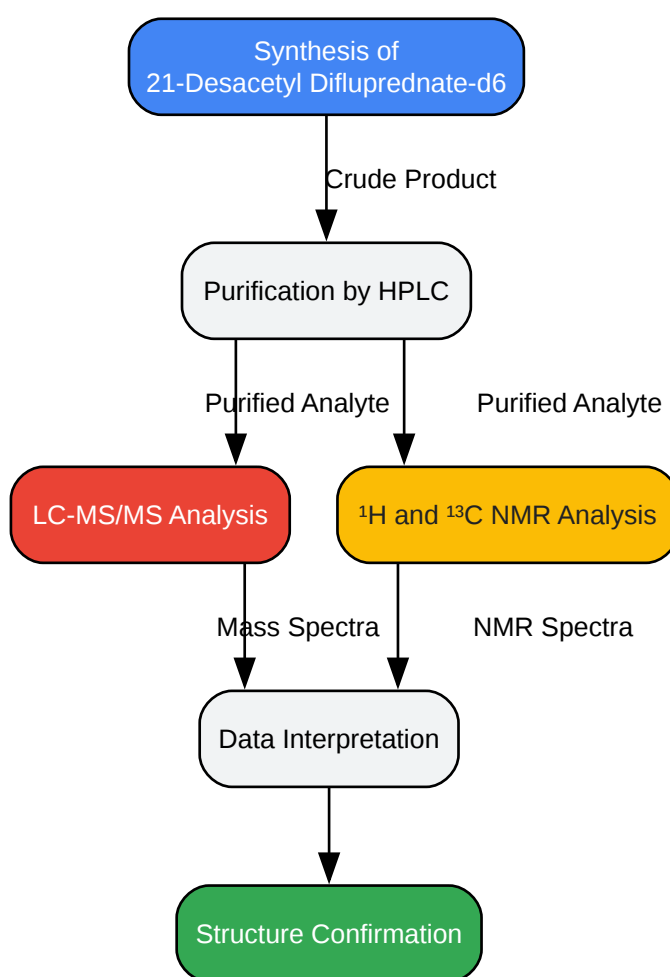 Synthesis of
21-Desacetyl Difluprednate-d6
Crude Product
Purification by HPLC
Purified Analyte
Purified Analyte
LC-MS/MS Analysis
¹H and ¹³C NMR Analysis
Mass Spectra
NMR Spectra
Data Interpretation
Structure Confirmation